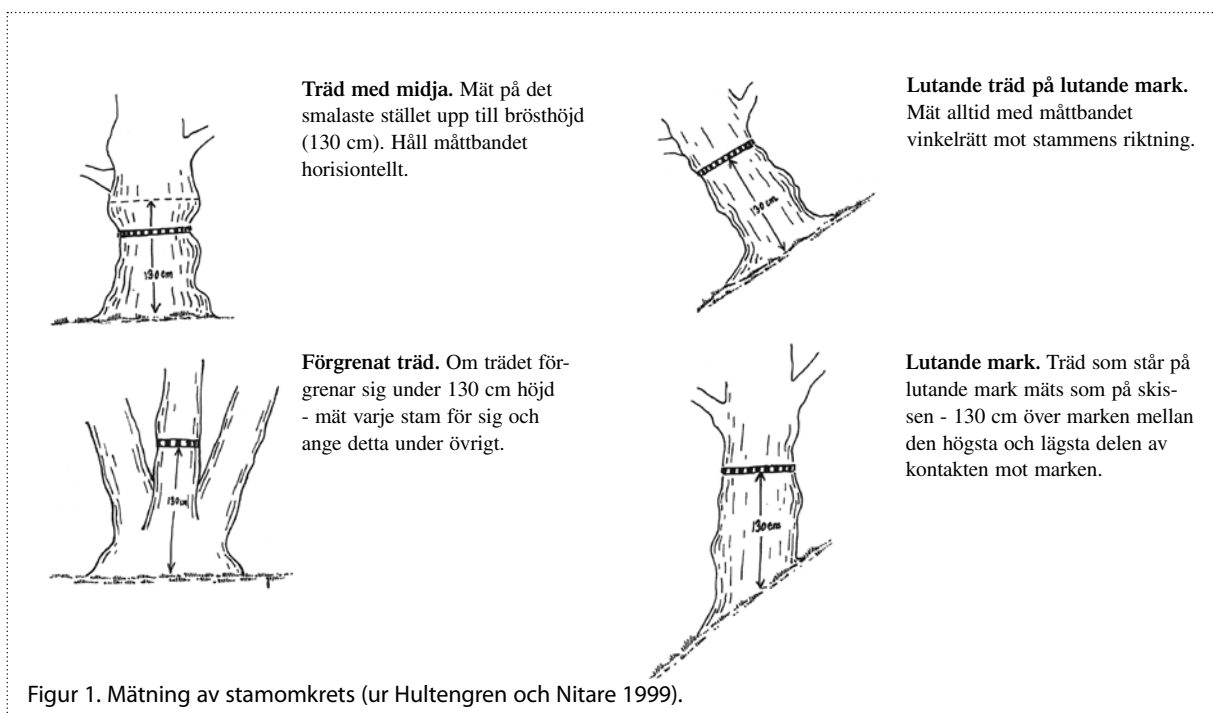 Träd med midja. Mät på det
smalaste stället upp till brösthöjd
(130 cm). Håll måttbandet
horisiontellt.
130 cm
Lutande träd på lutande mark.
Mät alltid med måttbandet
vinkelrätt mot stammens riktning.
130 cm
Förgrenat träd. Om trädet för-
grenar sig under 130 cm höjd
- mät varje stam för sig och
ange detta under övrigt.
130 cm
Lutande mark. Träd som står på
lutande mark mäts som på skis-
sen - 130 cm över marken mellan
den högsta och lägsta delen av
kontakten mot marken.
130 cm
Figur 1. Mätning av stamomkrets (ur Hultengren och Nitare 1999).